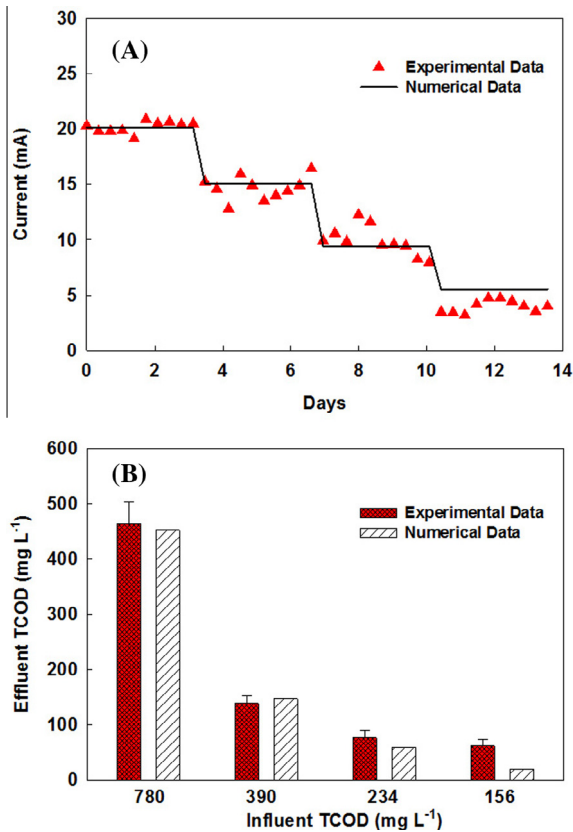 (A)
Experimental Data
Numerical Data
Current (mA)
30
25
20
15
10
5
0
0 2 4 6 8 10 12 14
Days
(B)
Experimental Data
Numerical Data
Effluent TCOD (mg L⁻¹)
600
500
400
300
200
100
0
780 390 234 156
Influent TCOD (mg L⁻¹)